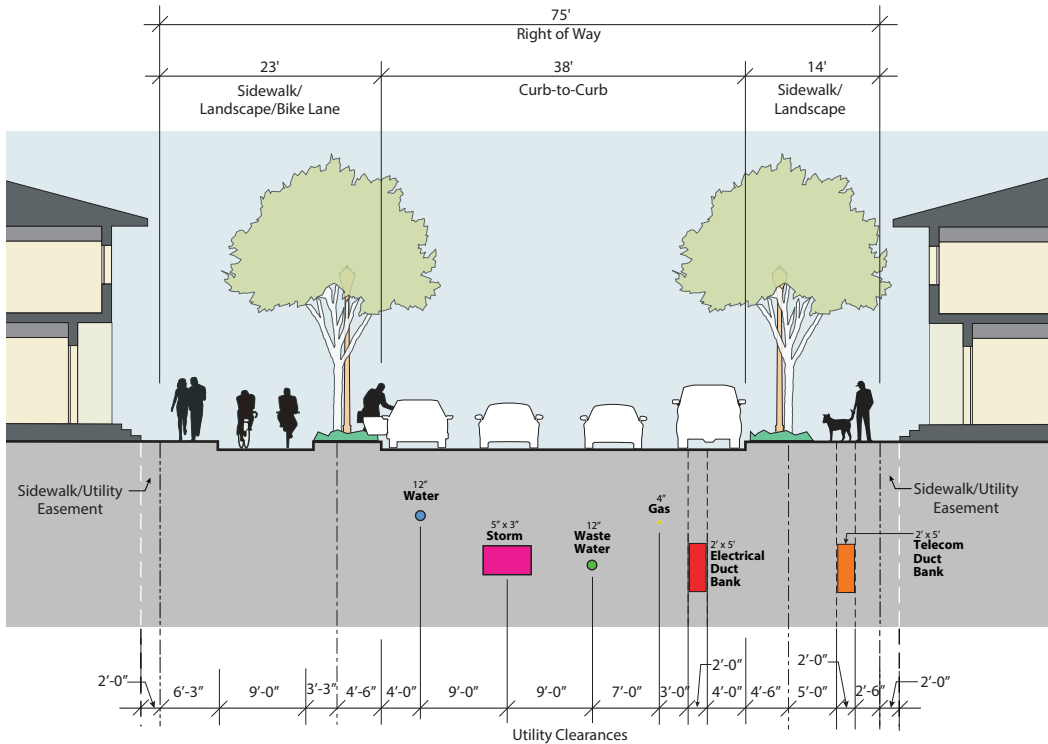 75'
Right of Way
23'
38'
14'
Sidewalk/
Landscape/Bike Lane
Curb-to-Curb
Sidewalk/
Landscape
Sidewalk/Utility
Easement
12”
Water
5” x 3”
Storm
12”
Waste
Water
4”
Gas
2’ x 5’
Electrical
Duct
Bank
2’ x 5’
Telecom
Duct
Bank
Sidewalk/Utility
Easement
2’-0”
6’-3”
9’-0”
3’-3”
4’-6”
4’-0”
9’-0”
9’-0”
7’-0”
3’-0”
2’-0”
4’-0”
4’-6”
5’-0”
2’-0”
2’-6”
2’-0”
Utility Clearances